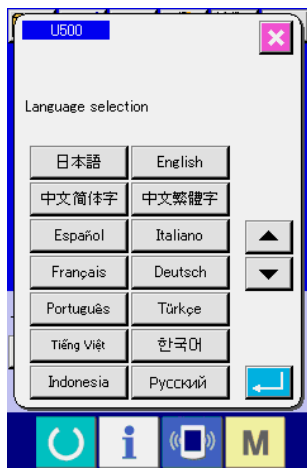 U500
Language selection
日本語 English
中文简体字 中文繁體字
Español Italiano
Français Deutsch
Português Türkçe
Tiếng Việt 한국어
Indonesia Русский
i M